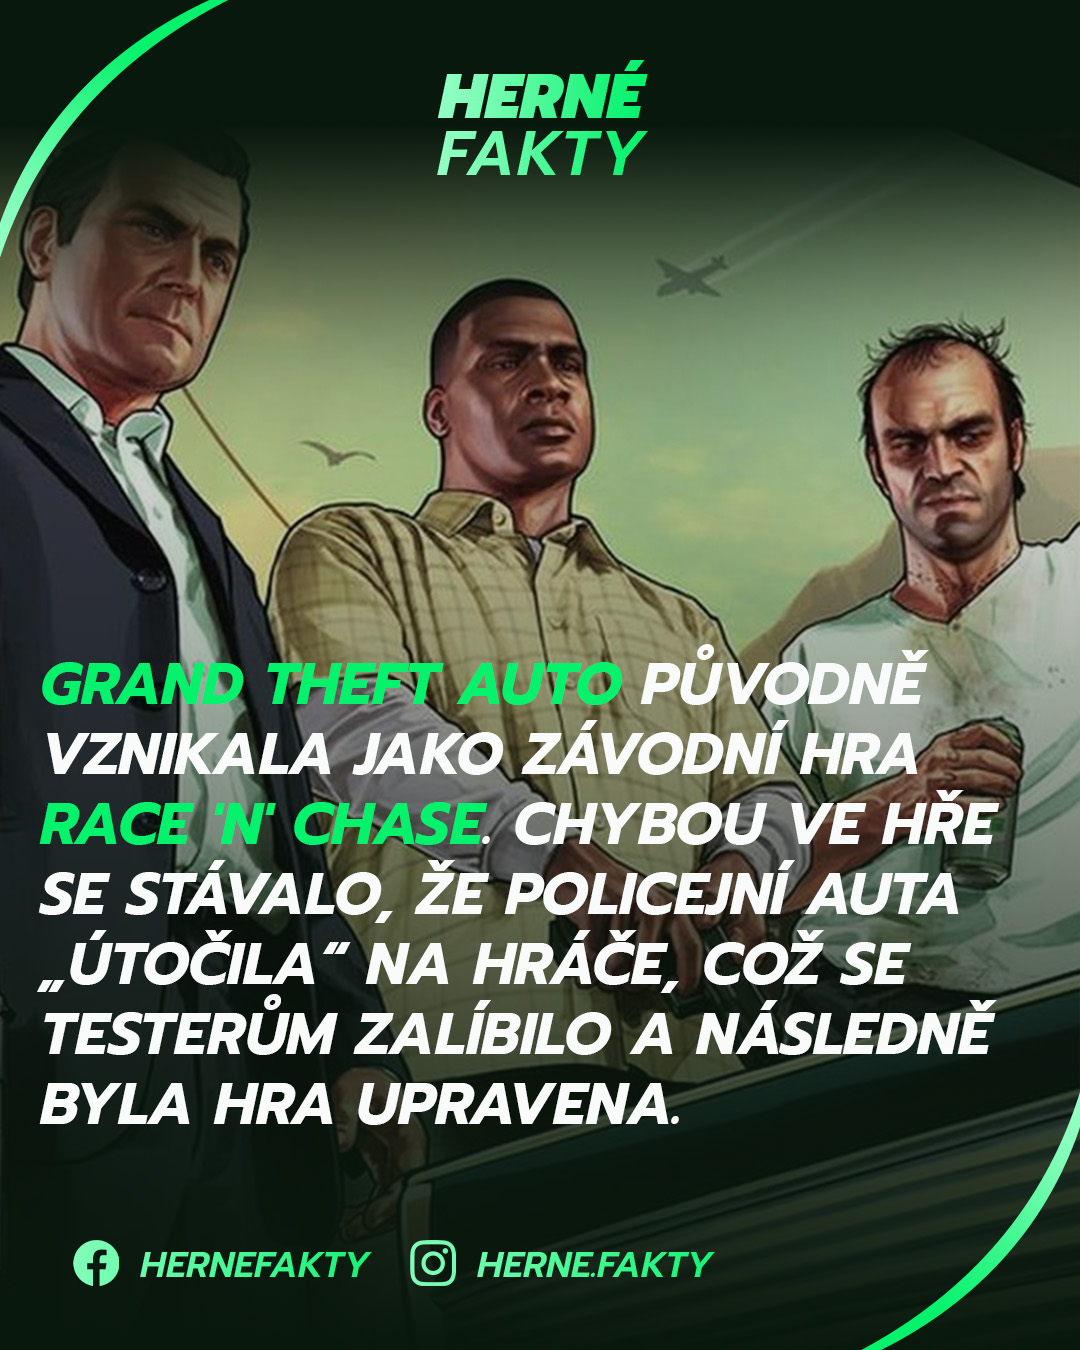 HERNÉ
FAKTY
GRAND THEFT AUTO PŮVODNĚ
VZNIKALA JAKO ZÁVODNÍ HRA
RACE 'N' CHASE. CHYBOU VE HŘE
SE STÁVALO, ŽE POLICEJNÍ AUTA
„ÚTOČILA“ NA HRÁČE, COŽ SE
TESTERŮM ZALÍBILO A NÁSLEDNĚ
BYLA HRA UPRAVENA.
HERNEFAKTY HERNE.FAKTY